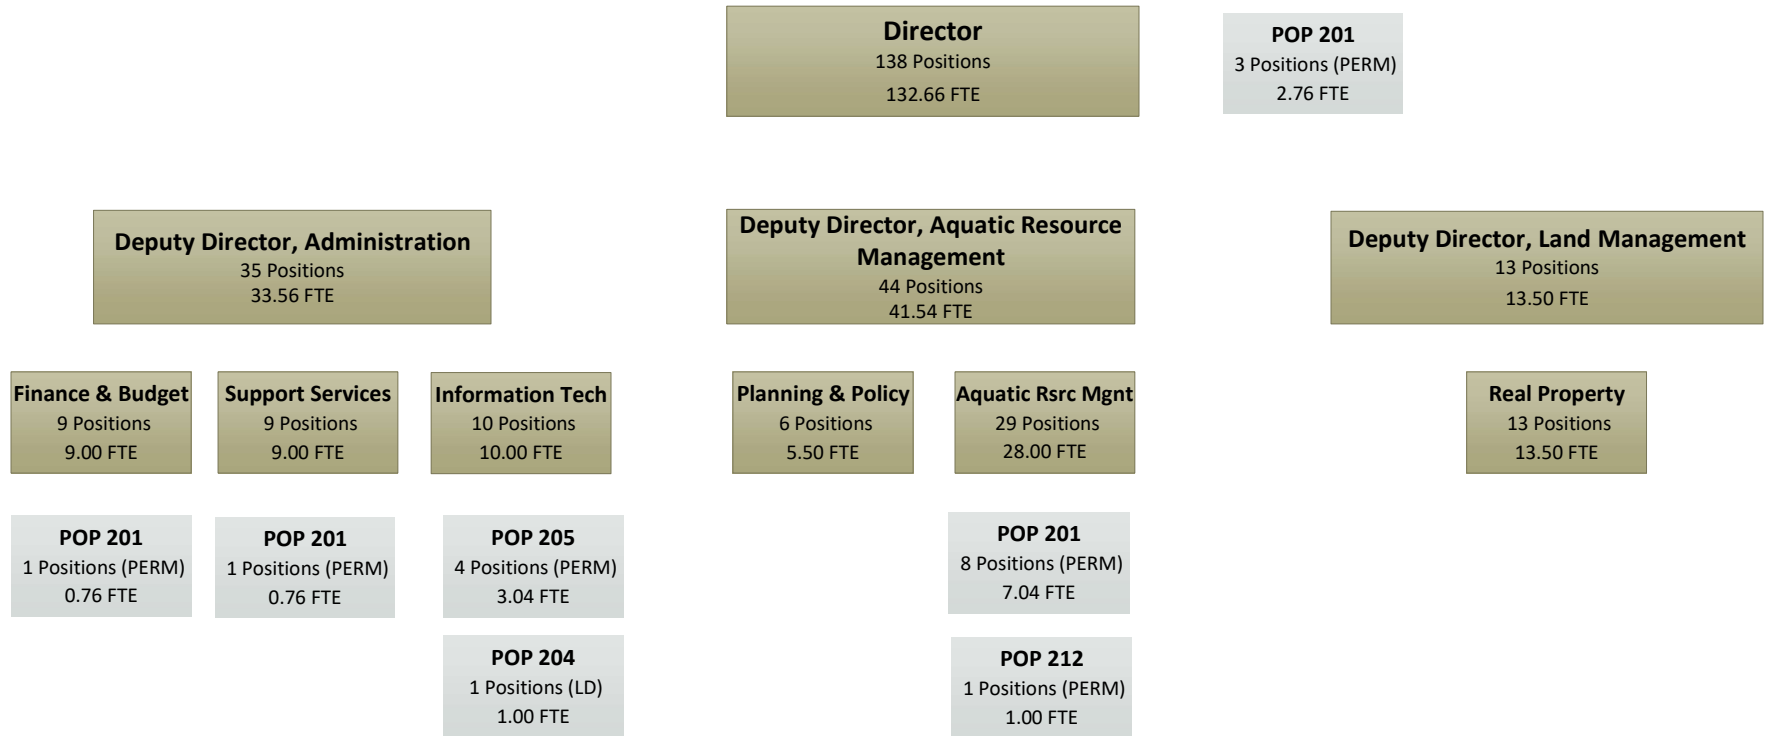 Director
138 Positions
132.66 FTE
POP 201
3 Positions (PERM)
2.76 FTE
Deputy Director, Administration
35 Positions
33.56 FTE
Deputy Director, Aquatic Resource
Management
44 Positions
41.54 FTE
Deputy Director, Land Management
13 Positions
13.50 FTE
Finance & Budget
9 Positions
9.00 FTE
Support Services
9 Positions
9.00 FTE
Information Tech
10 Positions
10.00 FTE
Planning & Policy
6 Positions
5.50 FTE
Aquatic Rsrc Mgnt
29 Positions
28.00 FTE
Real Property
13 Positions
13.50 FTE
POP 201
1 Positions (PERM)
0.76 FTE
POP 201
1 Positions (PERM)
0.76 FTE
POP 205
4 Positions (PERM)
3.04 FTE
POP 201
8 Positions (PERM)
7.04 FTE
POP 204
1 Positions (LD)
1.00 FTE
POP 212
1 Positions (PERM)
1.00 FTE